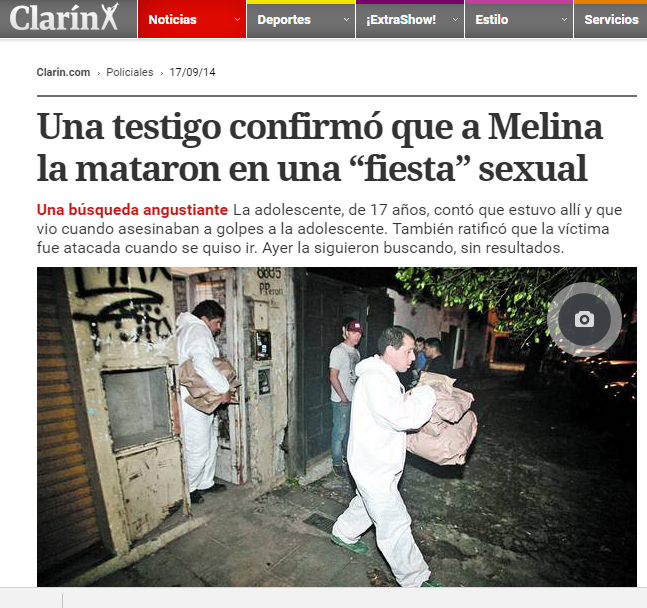 Clarín
Noticias
Deportes
¡ExtraShow!
Estilo
Servicios
Clarin.com › Policiales › 17/09/14
Una testigo confirmó que a Melina
la mataron en una “fiesta” sexual
Una búsqueda angustiante La adolescente, de 17 años, contó que estuvo allí y que
vio cuando asesinaban a golpes a la adolescente. También ratificó que la víctima
fue atacada cuando se quiso ir. Ayer la siguieron buscando, sin resultados.